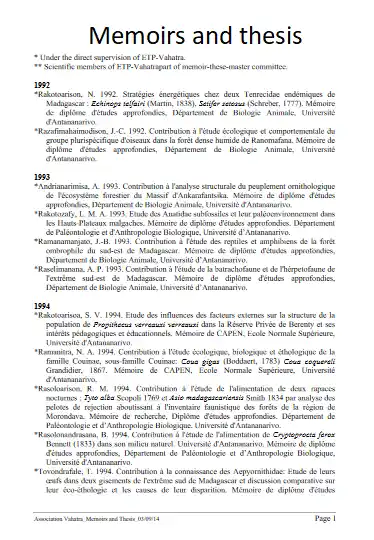 Memoirs and thesis
* Under the direct supervision of ETP-Vahatra.
** Scientific members of ETP-Vahatrapart of memoir-these-master committee.
1992
*Rakotoarison, N. 1992. Stratégies énergétiques chez deux Tenrecidae endémiques de
Madagascar : Echinops telfairi (Martin, 1838), Setifer setosus (Schreber, 1777). Mémoire
de diplôme d'études approfondies, Département de Biologie Animale, Université
d'Antananarivo.
*Razafimahaimodison, J.-C. 1992. Contribution à l'étude écologique et comportementale du
groupe plurispécifique d'oiseaux dans la forêt dense humide de Ranomafana. Mémoire de
diplôme d'études approfondies, Département de Biologie Animale, Université
d'Antananarivo.
1993
*Andrianarimisa, A. 1993. Contribution à l'analyse structurale du peuplement ornithologique
de l'écosystème forestier du Massif d'Ankarafantsika. Mémoire de diplôme d'études
approfondies, Département de Biologie Animale, Université d'Antananarivo.
*Rakotozafy, L. M. A. 1993. Etude des Anatidae subfossiles et leur paléoenvironnement dans
les Hauts-Plateaux malgaches. Mémoire de diplôme d'études approfondies. Département
de Paléontologie et d'Anthropologie Biologique, Université d'Antananarivo.
*Ramanamanjato, J.-B. 1993. Contribution à l'étude des reptiles et amphibiens de la forêt
ombrophile du sud-est de Madagascar. Mémoire de diplôme d'études approfondies,
Département de Biologie Animale, Université d'Antananarivo.
*Raselimanana, A. P. 1993. Contribution à l'étude de la batrachofaune et de l'hérpetofaune de
l'extrême sud-est de Madagascar. Mémoire de diplôme d'études approfondies,
Département de Biologie Animale, Université d'Antananarivo.
1994
*Rakotoarisoa, S. V. 1994. Etude des influences des facteurs externes sur la structure de la
population de Propithecus verreauxi verreauxi dans la Réserve Privée de Berenty et ses
intérêts pédagogiques et éducationnels. Mémoire de CAPEN, Ecole Normale Supérieure,
Université d'Antananarivo.
*Ramanitra, N. A. 1994. Contribution à l'étude écologique, biologique et éthologique de la
famille Couinae, sous-famille Couinae: Coua gigas (Boddaert, 1783) Coua coquereli
Grandidier, 1867. Mémoire de CAPEN, Ecole Normale Supérieure, Université
d'Antananarivo.
*Rasoloarison, R. M. 1994. Contribution à l'étude de l'alimentation de deux rapaces
nocturnes : Tyto alba Scopoli 1769 et Asio madagascariensis Smith 1834 par analyse des
pelotes de rejection aboutissant à l'inventaire faunistique des forêts de la région de
Morondava. Mémoire de recherche, Diplôme d'études approfondies. Département de
Paléontologie et d'Anthropologie Biologique. Université d'Antananarivo.
*Rasolonandrasana, B. 1994. Contribution à l'étude de l'alimentation de Cryptoprocta ferox
Bennett (1833) dans son milieu naturel. Université d'Antananarivo. Mémoire de diplôme
d'études approfondies, Département de Paléontologie et d'Anthropologie Biologique,
Université d'Antananarivo.
*Tovondrafale, T. 1994. Contribution à la connaissance des Aepyornithidae: Etude de leurs
œufs dans deux gisements de l'extrême sud de Madagascar et discussion comparative sur
leur éco-éthologie et les causes de leur disparition. Mémoire de diplôme d'études
Association Vahatra_Memoirs and Thesis_03/09/14 Page 1